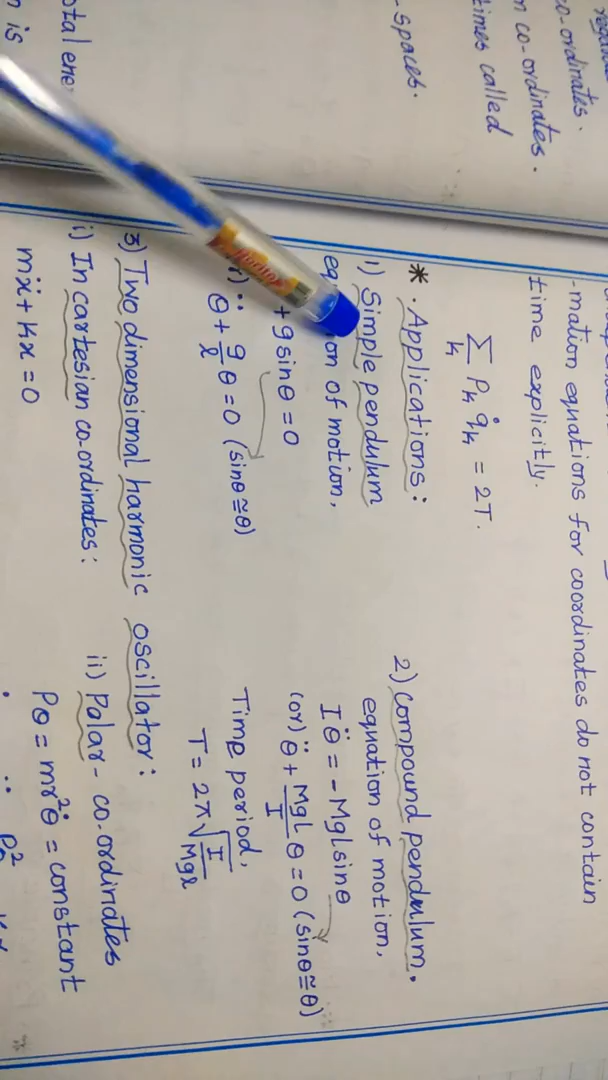 co-ordinates.
co-ordinates.
times called
- spaces.
-mation equations for coordinates do not contain
time explicitly.
∑ₖ Pₖ q̇ₖ = 2T.
* . Applications :
1) Simple pendulum
of motion,
+ g sinθ = 0
θ̈ + g/l θ = 0 (sinθ ≅ θ)
2) compound pendulum.
equation of motion,
Iθ̈ = -Mgl sinθ
(or) θ̈ + MgL/I θ = 0 (sinθ ≅ θ)
Time period,
T = 2π √(I/Mgl)
3) Two dimensional harmonic oscillator :
i) In cartesian co-ordinates :
mẍ + Kx = 0
ii) Polar - co-ordinates
Pθ = mr²θ̇ = constant